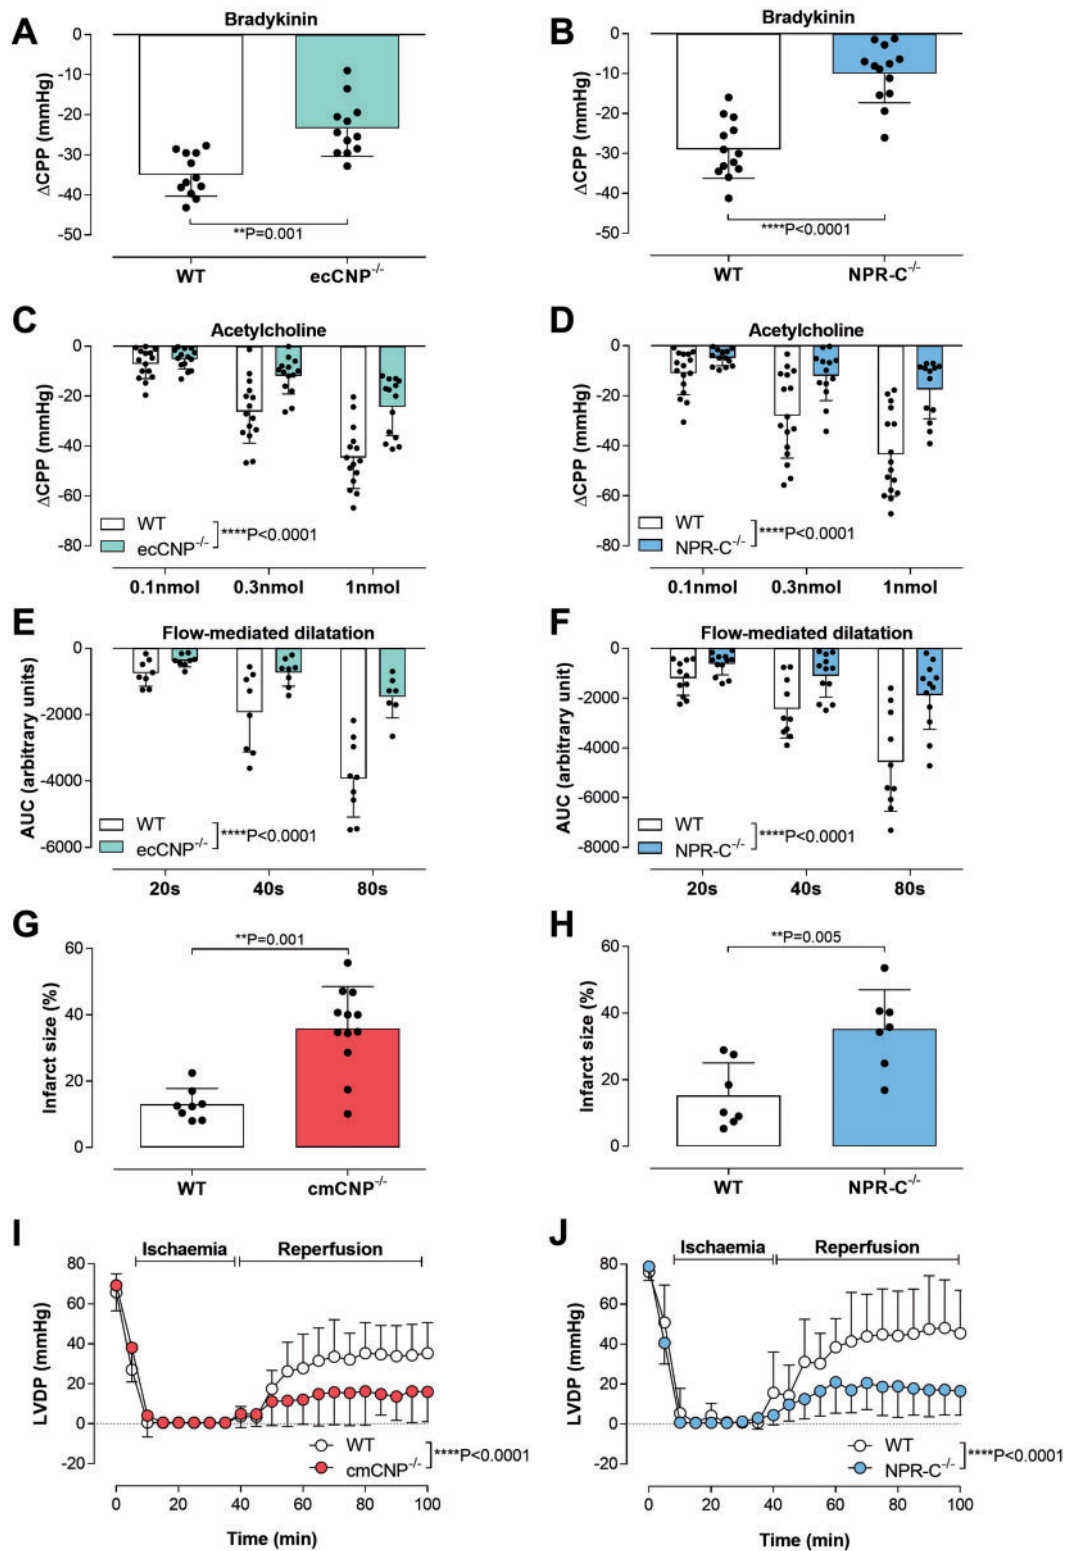 A
Bradykinin
0
-10
-20
-30
-40
-50
ΔCPP (mmHg)
**P=0.001
WT
ecCNP-/-
B
Bradykinin
0
-10
-20
-30
-40
-50
ΔCPP (mmHg)
****P<0.0001
WT
NPR-C-/-
C
Acetylcholine
0
-20
-40
-60
-80
ΔCPP (mmHg)
WT
ecCNP-/-
****P<0.0001
0.1nmol
0.3nmol
1nmol
D
Acetylcholine
0
-20
-40
-60
-80
ΔCPP (mmHg)
WT
NPR-C-/-
****P<0.0001
0.1nmol
0.3nmol
1nmol
E
Flow-mediated dilatation
0
-2000
-4000
-6000
AUC (arbitrary units)
WT
ecCNP-/-
****P<0.0001
20s
40s
80s
F
Flow-mediated dilatation
0
-2000
-4000
-6000
-8000
AUC (arbitrary unit)
WT
NPR-C-/-
****P<0.0001
20s
40s
80s
G
**P=0.001
60
40
20
0
Infarct size (%)
WT
cmCNP-/-
H
**P=0.005
60
40
20
0
Infarct size (%)
WT
NPR-C-/-
I
Ischaemia
Reperfusion
80
60
40
20
0
-20
LVDP (mmHg)
WT
cmCNP-/-
****P<0.0001
0
20
40
60
80
100
Time (min)
J
Ischaemia
Reperfusion
80
60
40
20
0
-20
LVDP (mmHg)
WT
NPR-C-/-
****P<0.0001
0
20
40
60
80
100
Time (min)